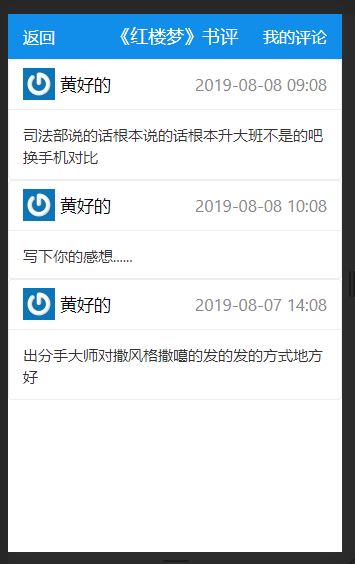 返回 《红楼梦》书评 我的评论
黄好的 2019-08-08 09:08
司法部说的话根本说的话根本升大班不是的吧
换手机对比
黄好的 2019-08-08 10:08
写下你的感想......
黄好的 2019-08-07 14:08
出分手大师对撒风格撒噶的发的发的方式地方
好